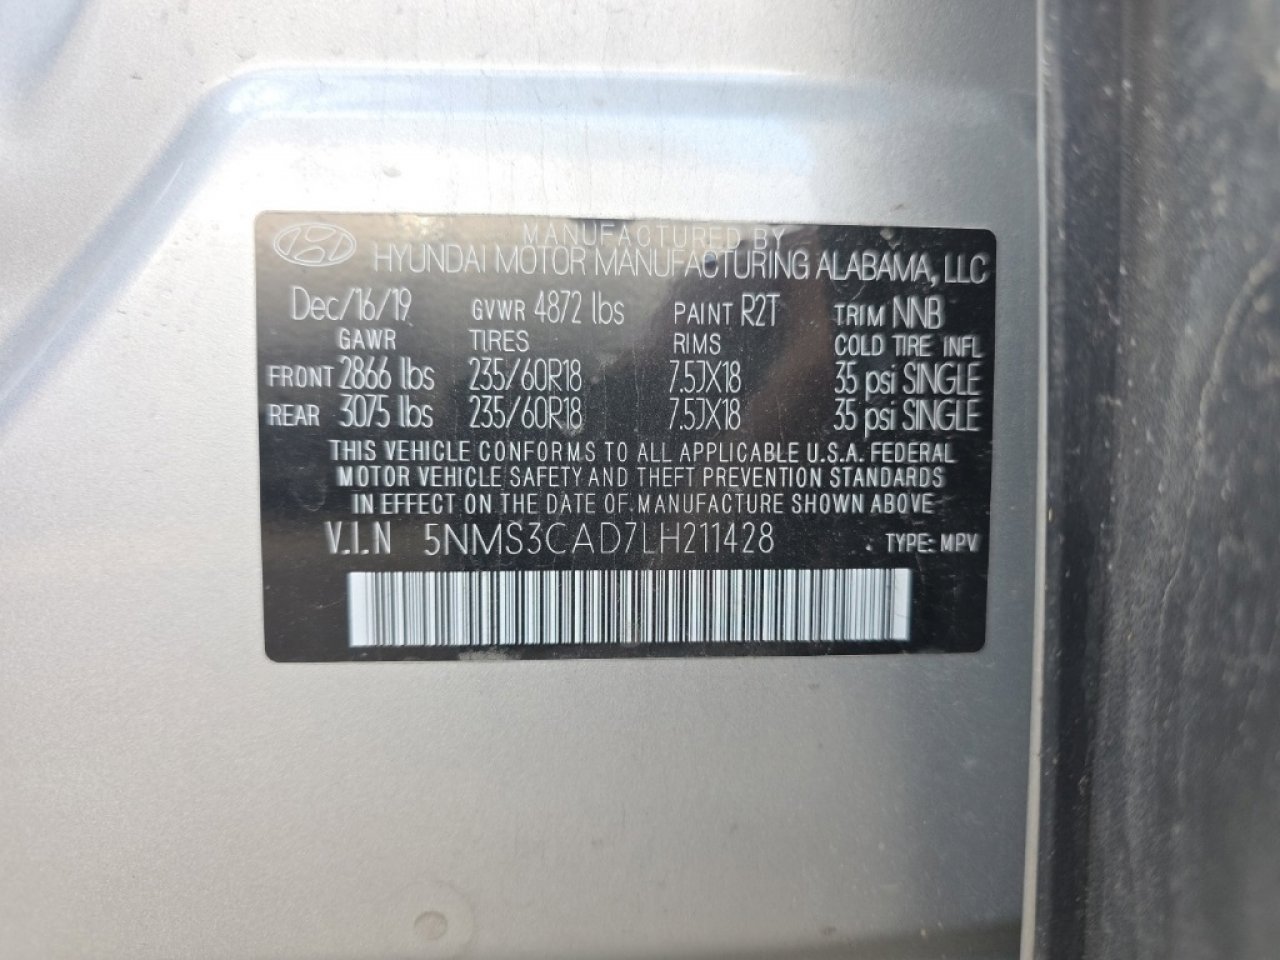 MANUFACTURED BY
HYUNDAI MOTOR MANUFACTURING ALABAMA, LLC
Dec/16/19 GVWR 4872 lbs PAINT R2T TRIM NNB
GAWR TIRES RIMS COLD TIRE INFL
FRONT 2866 lbs 235/60R18 7.5JX18 35 psi SINGLE
REAR 3075 lbs 235/60R18 7.5JX18 35 psi SINGLE
THIS VEHICLE CONFORMS TO ALL APPLICABLE U.S.A. FEDERAL
MOTOR VEHICLE SAFETY AND THEFT PREVENTION STANDARDS
IN EFFECT ON THE DATE OF MANUFACTURE SHOWN ABOVE
V.I.N 5NMS3CAD7LH211428 TYPE: MPV